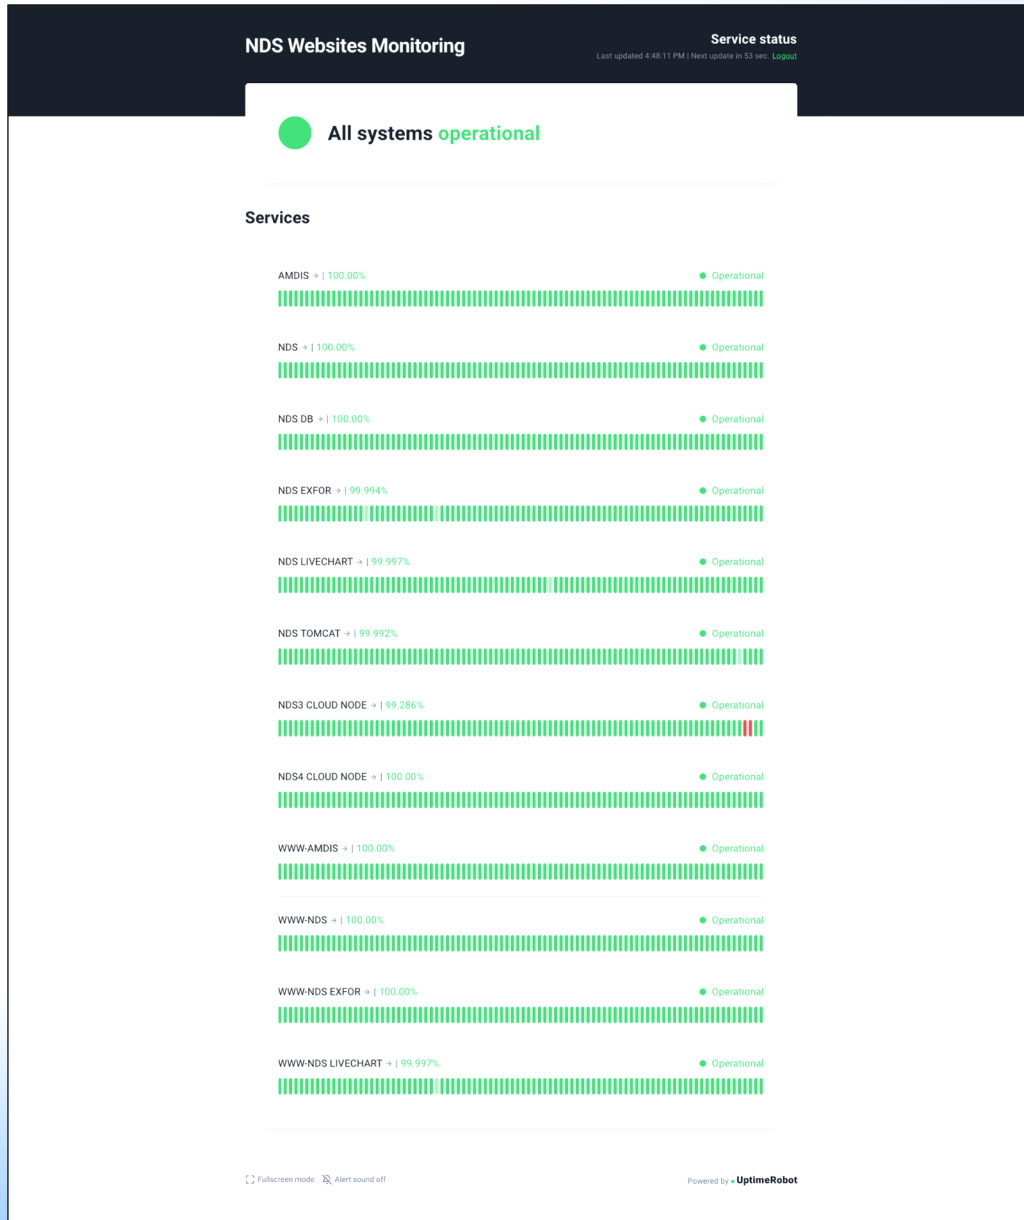 NDS Websites Monitoring
Service status
Last updated 4:48:11 PM | Next update in 53 sec. Logout
All systems operational
Services
AMDIS → | 100.00% Operational
NDS → | 100.00% Operational
NDS DB → | 100.00% Operational
NDS EXFOR → | 99.994% Operational
NDS LIVECHART → | 99.997% Operational
NDS TOMCAT → | 99.992% Operational
NDS3 CLOUD NODE → | 99.286% Operational
NDS4 CLOUD NODE → | 100.00% Operational
WWW-AMDIS → | 100.00% Operational
WWW-NDS → | 100.00% Operational
WWW-NDS EXFOR → | 100.00% Operational
WWW-NDS LIVECHART → | 99.997% Operational
Fullscreen mode Alert sound off
Powered by UptimeRobot